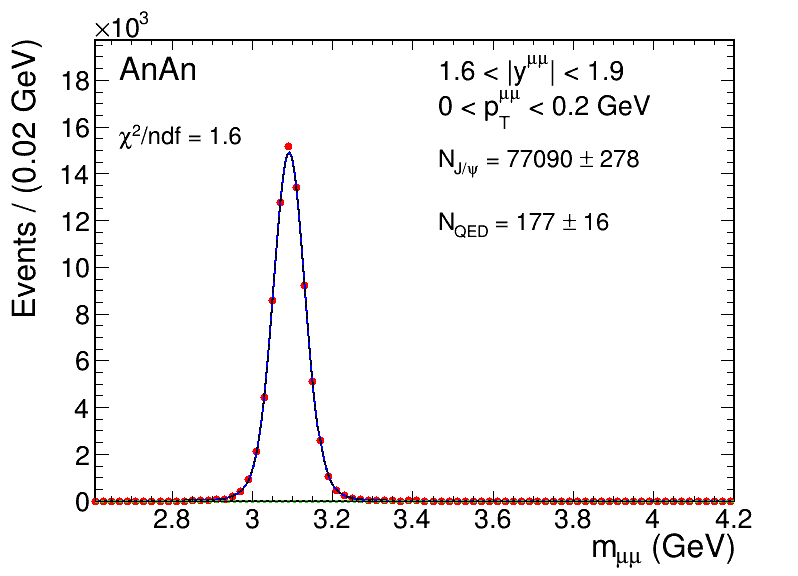 ×10³
AnAn
1.6 < |y^μμ| < 1.9
0 < p_T^μμ < 0.2 GeV
χ²/ndf = 1.6
N_J/ψ = 77090 ± 278
N_QED = 177 ± 16
Events / (0.02 GeV)
18
16
14
12
10
8
6
4
2
0
2.8 3 3.2 3.4 3.6 3.8 4 4.2
m_μμ (GeV)